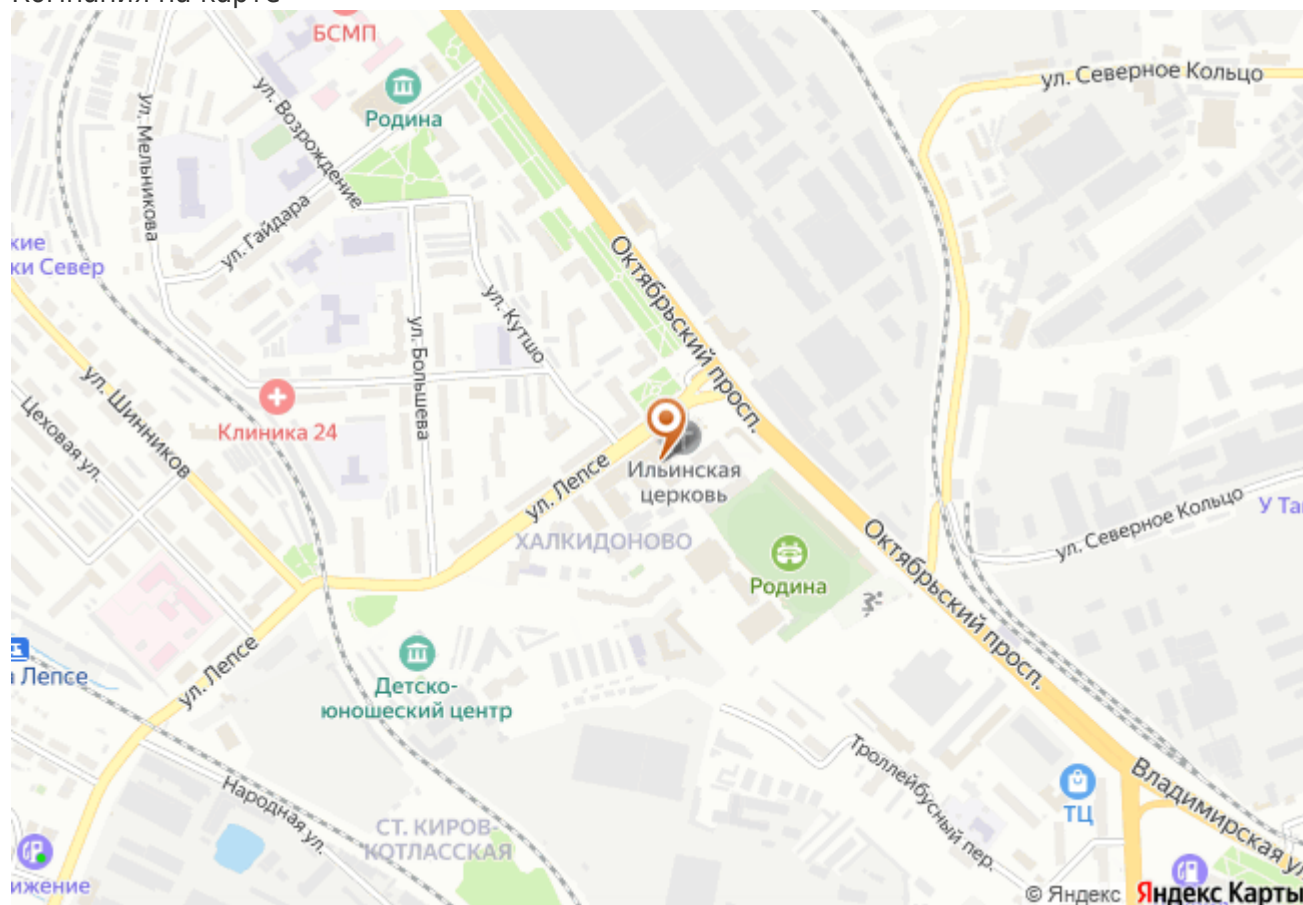 БСМП
Родина
ул. Северное Кольцо
ул. Мельникова
ул. Возрождение
ул. Гайдара
кие
ки Север
Октябрьский просп.
ул. Кутшо
ул. Большева
ул. Шинников
Цеховая ул.
Клиника 24
ул. Лепсе
Ильинская
церковь
ул. Северное Кольцо
ХАЛКИДОНОВО
Родина
Октябрьский просп.
Лепсе
ул. Лепсе
Детско-
юношеский центр
Троллейбусный пер.
Владимирская
ТЦ
Народная ул.
СТ. КИРОВ-
КОТЛАССКАЯ
ижение
© Яндекс Яндекс Карты